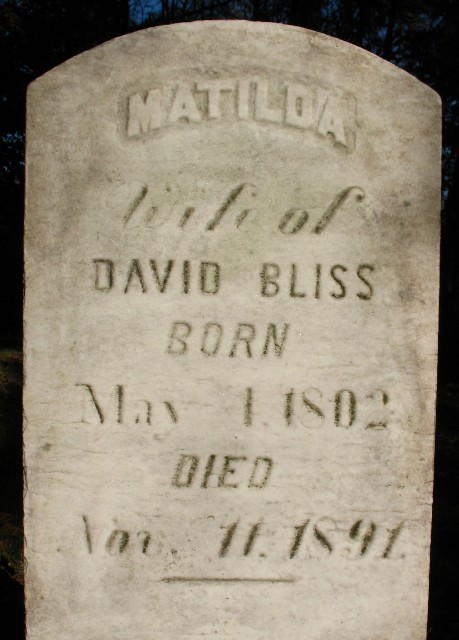 MATILDA
Wife of
DAVID BLISS
BORN
May 1, 1802
DIED
Nov. 11, 1891.